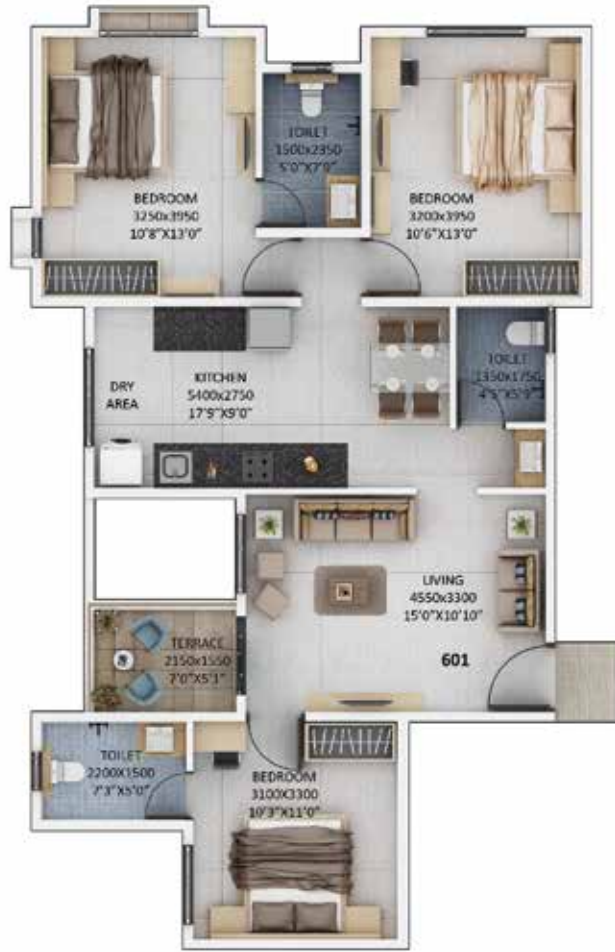 TOILET
1500x2350
5'0"X7'9"
BEDROOM
3250x3950
10'8"X13'0"
BEDROOM
3200x3950
10'6"X13'0"
DRY
AREA
KITCHEN
5400x2750
17'9"X9'0"
TOILET
1350x1750
4'5"X5'9"
LIVING
4550x3300
15'0"X10'10"
601
TERRACE
2150x1550
7'0"X5'1"
TOILET
2200X1500
7'3"X5'0"
BEDROOM
3100X3300
10'3"X11'0"